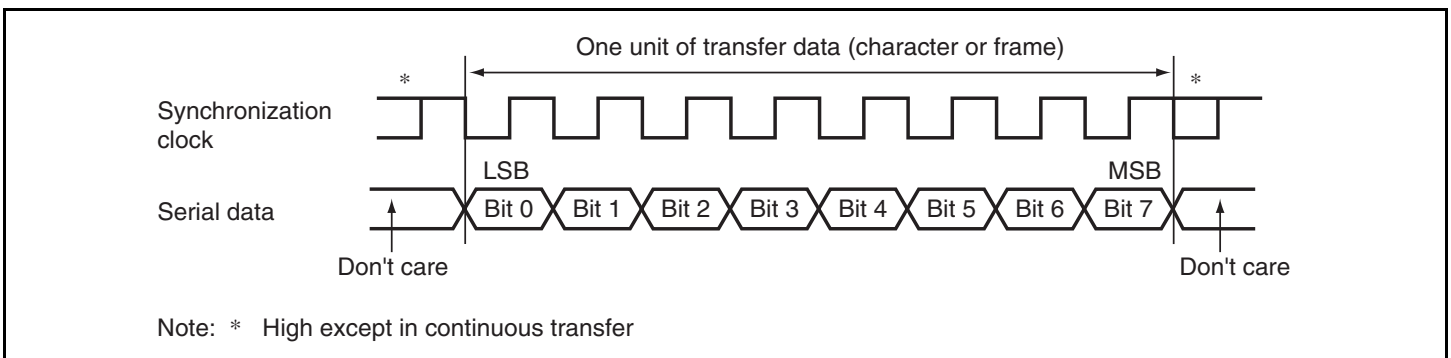 One unit of transfer data (character or frame)
* *
Synchronization
clock
LSB MSB
Serial data Bit 0 Bit 1 Bit 2 Bit 3 Bit 4 Bit 5 Bit 6 Bit 7
Don't care Don't care
Note: * High except in continuous transfer